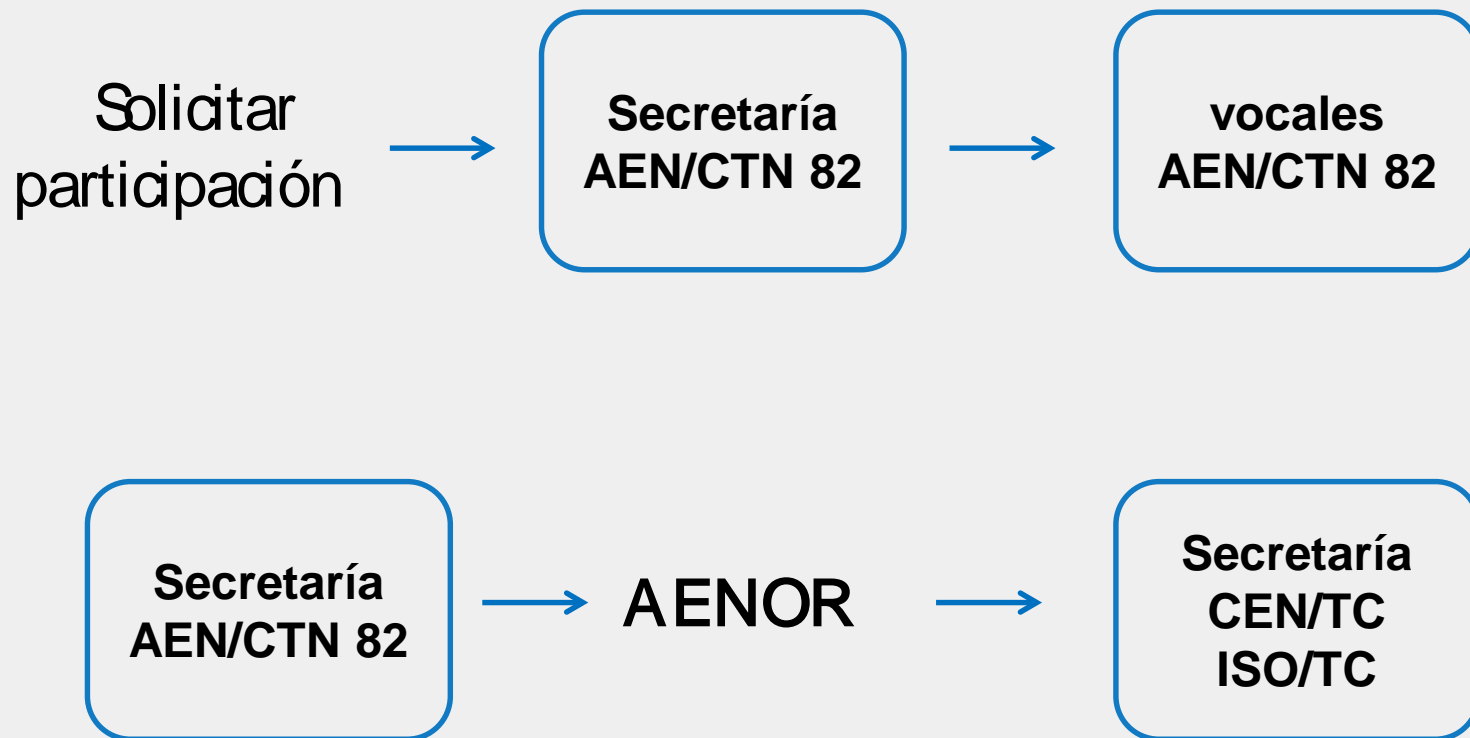 Solicitar
participación
Secretaría
AEN/CTN 82
vocales
AEN/CTN 82
Secretaría
AEN/CTN 82
AENOR
Secretaría
CEN/TC
ISO/TC